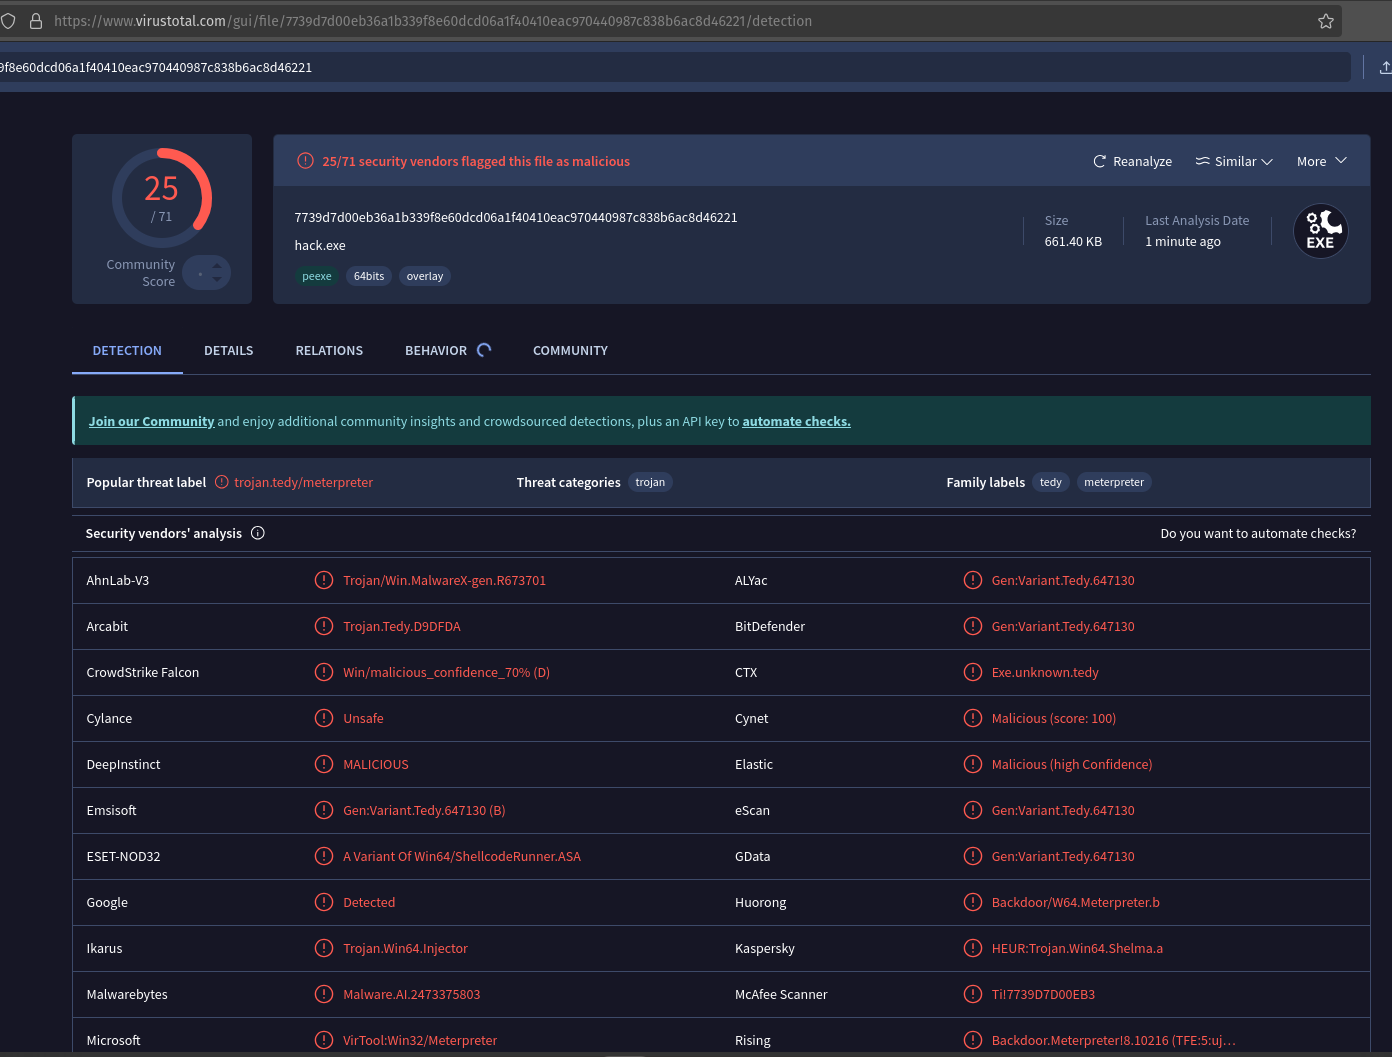 https://www.virustotal.com/gui/file/7739d7d00eb36a1b339f8e60dcd06a1f40410eac970440987c838b6ac8d46221/detection
9f8e60dcd06a1f40410eac970440987c838b6ac8d46221
25
/ 71
Community
Score
25/71 security vendors flagged this file as malicious
Reanalyze
Similar
More
7739d7d00eb36a1b339f8e60dcd06a1f40410eac970440987c838b6ac8d46221
hack.exe
peexe
64bits
overlay
Size
661.40 KB
Last Analysis Date
1 minute ago
EXE
DETECTION
DETAILS
RELATIONS
BEHAVIOR
COMMUNITY
Join our Community and enjoy additional community insights and crowdsourced detections, plus an API key to automate checks.
Popular threat label
trojan.tedy/meterpreter
Threat categories
trojan
Family labels
tedy
meterpreter
Security vendors' analysis
Do you want to automate checks?
AhnLab-V3
Trojan/Win.MalwareX-gen.R673701
ALYac
Gen:Variant.Tedy.647130
Arcabit
Trojan.Tedy.D9DFDA
BitDefender
Gen:Variant.Tedy.647130
CrowdStrike Falcon
Win/malicious_confidence_70% (D)
CTX
Exe.unknown.tedy
Cylance
Unsafe
Cynet
Malicious (score: 100)
DeepInstinct
MALICIOUS
Elastic
Malicious (high Confidence)
Emsisoft
Gen:Variant.Tedy.647130 (B)
eScan
Gen:Variant.Tedy.647130
ESET-NOD32
A Variant Of Win64/ShellcodeRunner.ASA
GData
Gen:Variant.Tedy.647130
Google
Detected
Huorong
Backdoor/W64.Meterpreter.b
Ikarus
Trojan.Win64.Injector
Kaspersky
HEUR:Trojan.Win64.Shelma.a
Malwarebytes
Malware.AI.2473375803
McAfee Scanner
Ti!7739D7D00EB3
Microsoft
VirTool:Win32/Meterpreter
Rising
Backdoor.Meterpreter!8.10216 (TFE:5:uj…